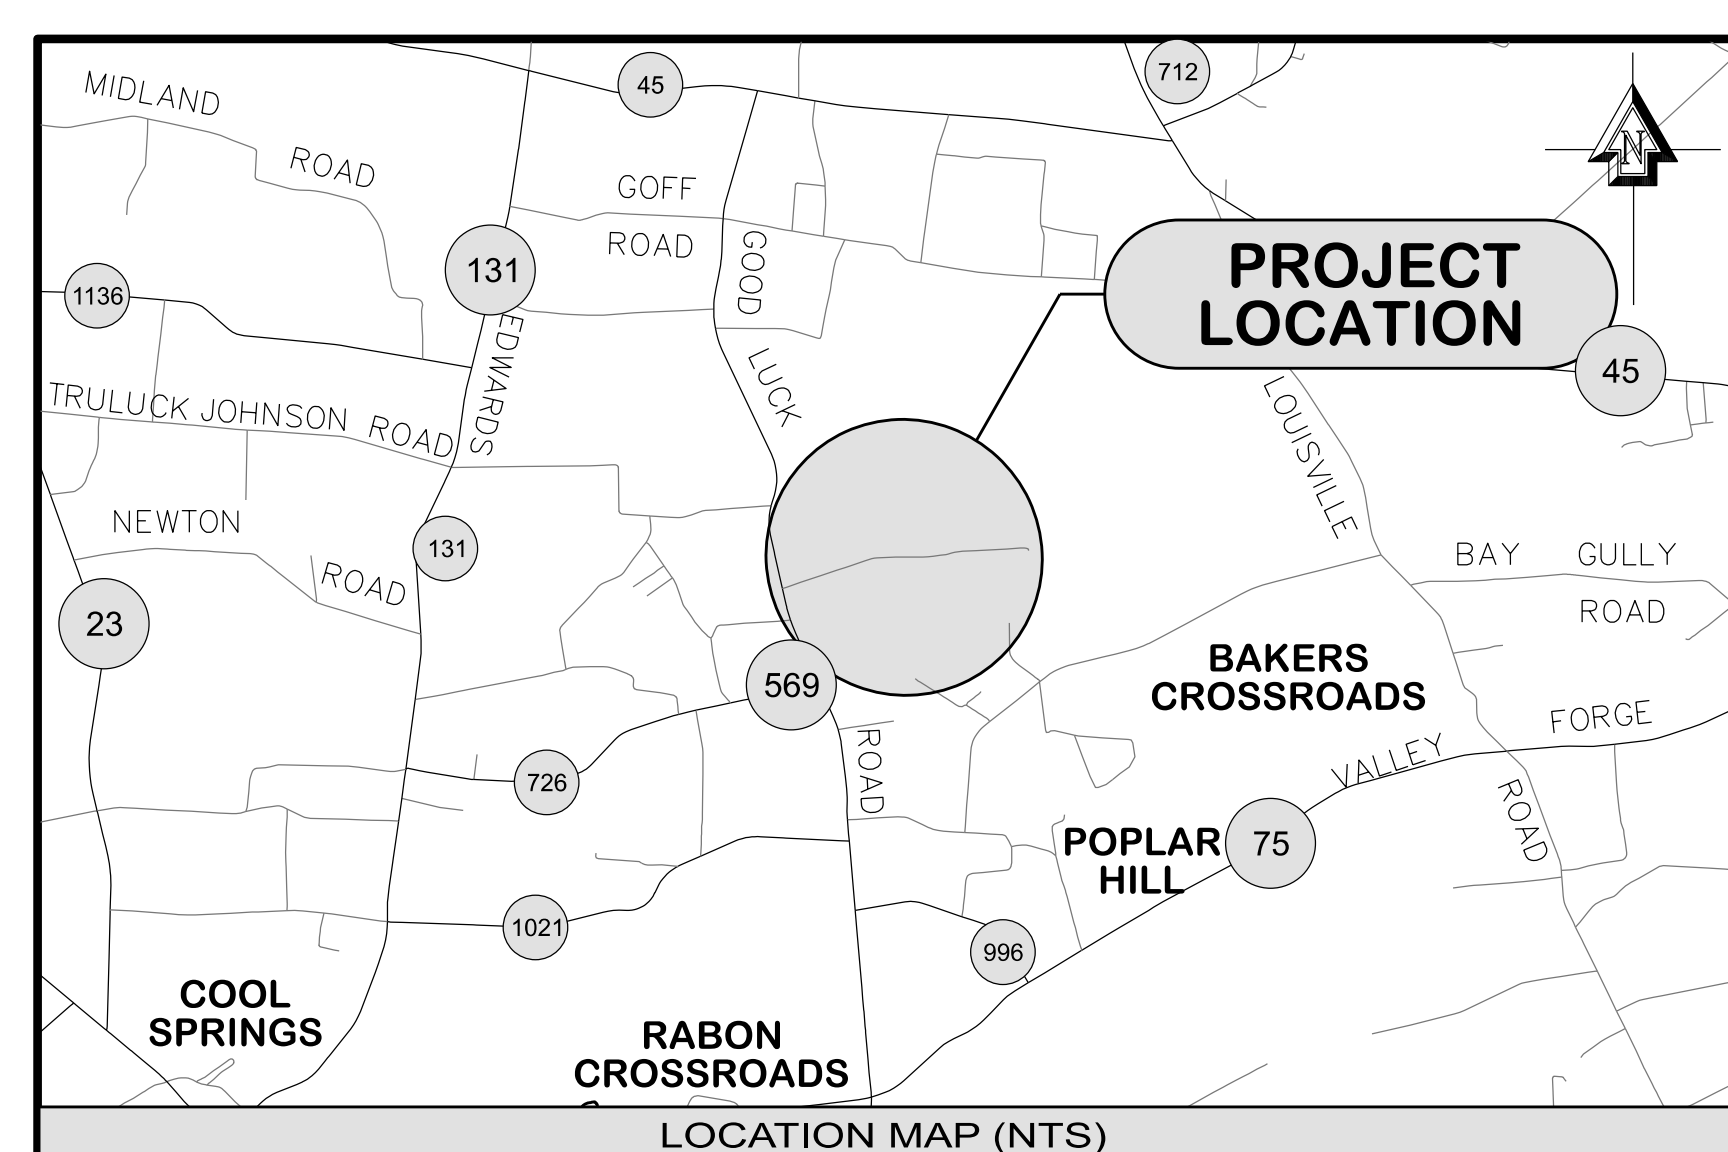 45
712
MIDLAND
ROAD
N
GOFF
ROAD
GOOD
131
1136
PROJECT
LOCATION
EDWARDS
45
LUCK
LOUISVILLE
TRULUCK JOHNSON ROAD
NEWTON
ROAD
131
23
BAY GULLY
ROAD
BAKERS
CROSSROADS
569
FORGE
VALLEY
ROAD
726
ROAD
POPLAR
HILL
75
1021
996
COOL
SPRINGS
RABON
CROSSROADS
LOCATION MAP (NTS)